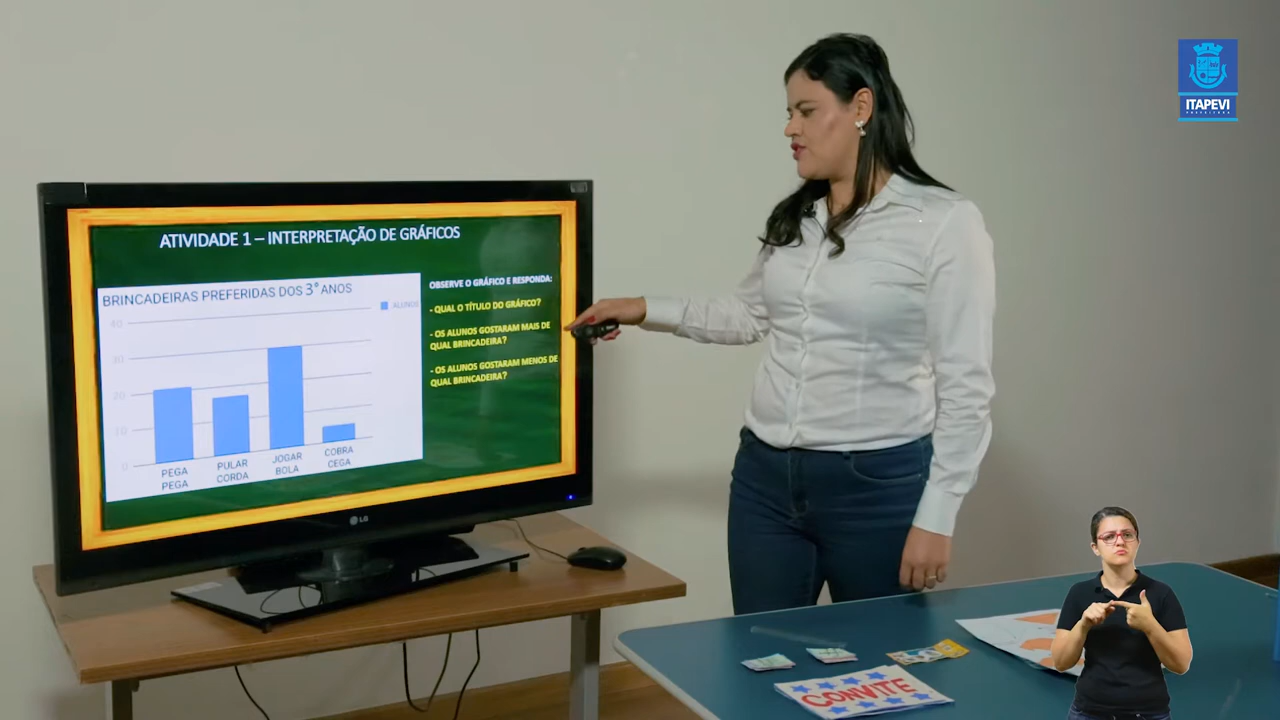 ITAPEVI
PREFEITURA
ATIVIDADE 1 – INTERPRETAÇÃO DE GRÁFICOS
BRINCADEIRAS PREFERIDAS DOS 3° ANOS
ALUNOS
40
30
20
10
0
PEGA
PEGA
PULAR
CORDA
JOGAR
BOLA
COBRA
CEGA
OBSERVE O GRÁFICO E RESPONDA:
- QUAL O TÍTULO DO GRÁFICO?
- OS ALUNOS GOSTARAM MAIS DE
QUAL BRINCADEIRA?
- OS ALUNOS GOSTARAM MENOS DE
QUAL BRINCADEIRA?
LG
CONVITE